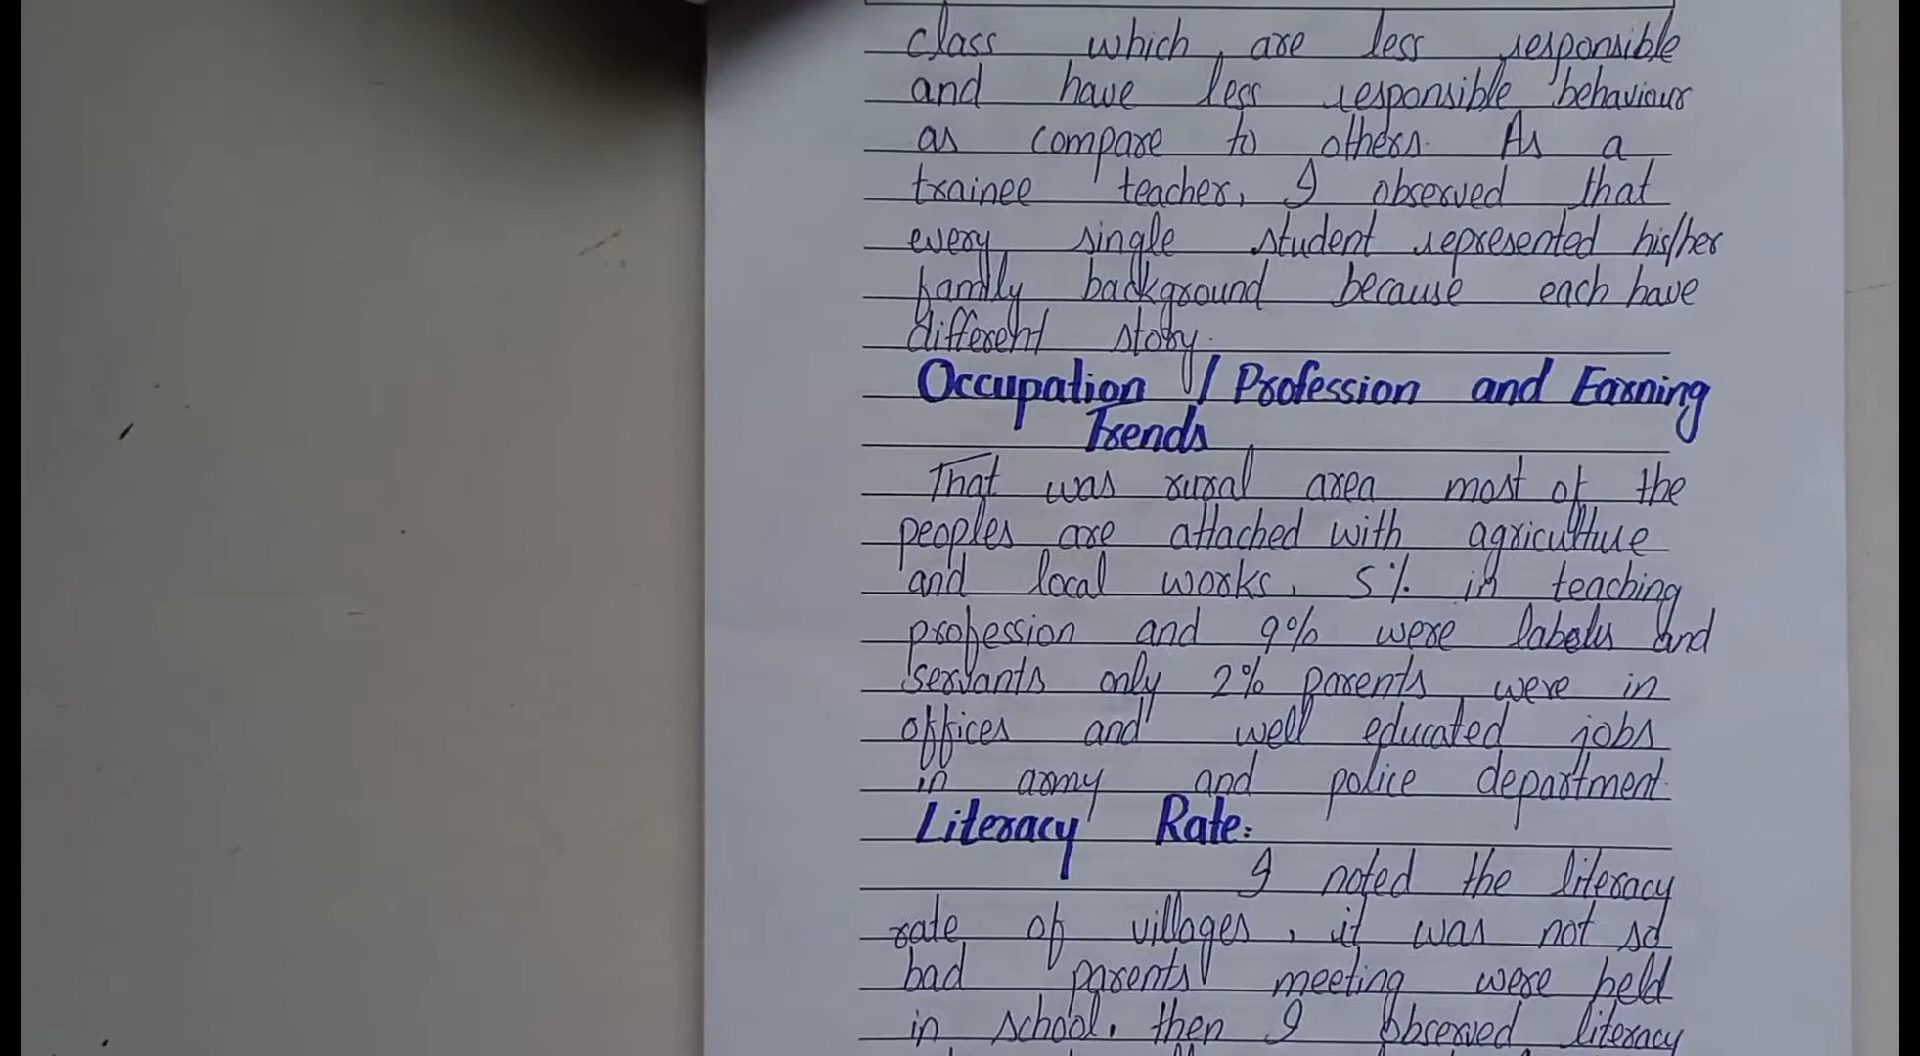 class which are less responsible
and have less responsible behaviour
as compare to others. As a
trainee teacher, I observed that
every single student represented his/her
family background because each have
different story.
Occupation / Profession and Earning
Trends
That was rural area most of the
peoples are attached with agriculture
and local works, 5% in teaching
profession and 9% were and
servants only 2% parents were in
offices and well educated jobs
in army and police department.
Literacy Rate:
I noted the literacy
rate of villages, it was not so
bad parents meeting were held
in school, then I observed literacy